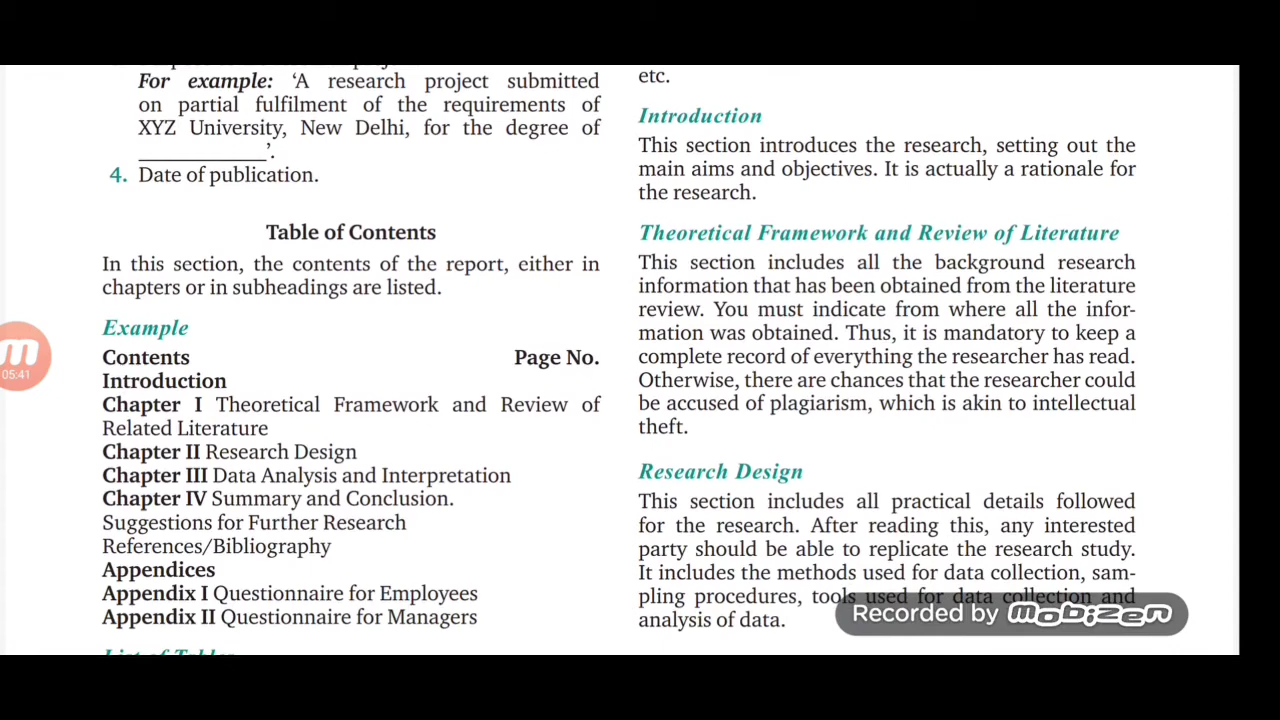 For example: ‘A research project submitted
on partial fulfilment of the requirements of
XYZ University, New Delhi, for the degree of
____________’.
4. Date of publication.
Table of Contents
In this section, the contents of the report, either in
chapters or in subheadings are listed.
Example
Contents Page No.
Introduction
Chapter I Theoretical Framework and Review of
Related Literature
Chapter II Research Design
Chapter III Data Analysis and Interpretation
Chapter IV Summary and Conclusion.
Suggestions for Further Research
References/Bibliography
Appendices
Appendix I Questionnaire for Employees
Appendix II Questionnaire for Managers
List of Tables
etc.
Introduction
This section introduces the research, setting out the
main aims and objectives. It is actually a rationale for
the research.
Theoretical Framework and Review of Literature
This section includes all the background research
information that has been obtained from the literature
review. You must indicate from where all the infor-
mation was obtained. Thus, it is mandatory to keep a
complete record of everything the researcher has read.
Otherwise, there are chances that the researcher could
be accused of plagiarism, which is akin to intellectual
theft.
Research Design
This section includes all practical details followed
for the research. After reading this, any interested
party should be able to replicate the research study.
It includes the methods used for data collection, sam-
pling procedures, tools used for data collection and
analysis of data.
05:41
Recorded by mobizen